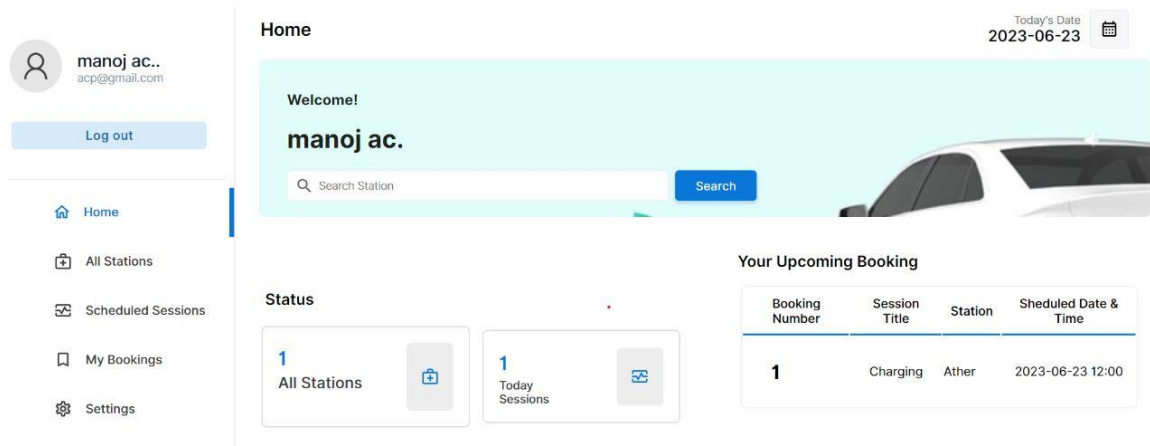 manoj ac..
acp@gmail.com
Log out
Home
All Stations
Scheduled Sessions
My Bookings
Settings
Home
Today's Date
2023-06-23
Welcome!
manoj ac.
Search Station
Search
Status
1
All Stations
1
Today
Sessions
Your Upcoming Booking
Booking Number
Session Title
Station
Sheduled Date & Time
1
Charging
Ather
2023-06-23 12:00